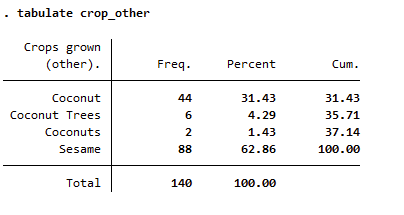 . tabulate crop_other
Crops grown
(other). Freq. Percent Cum.
Coconut 44 31.43 31.43
Coconut Trees 6 4.29 35.71
Coconuts 2 1.43 37.14
Sesame 88 62.86 100.00
Total 140 100.00